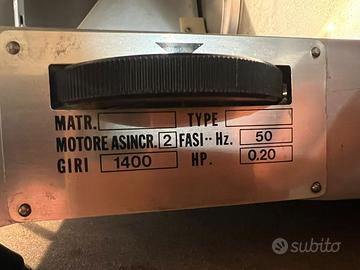 MATR. TYPE
MOTORE ASINCR. 2 FASI·· Hz. 50
GIRI 1400 HP. 0.20
subito